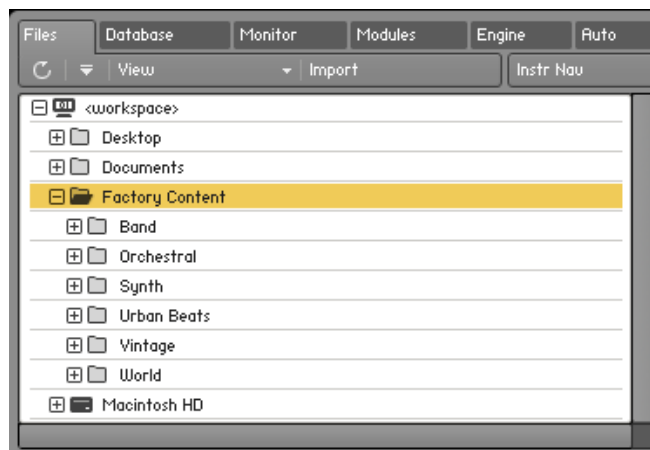 Files Database Monitor Modules Engine Auto
View Import Instr Nav
<workspace>
Desktop
Documents
Factory Content
Band
Orchestral
Synth
Urban Beats
Vintage
World
Macintosh HD